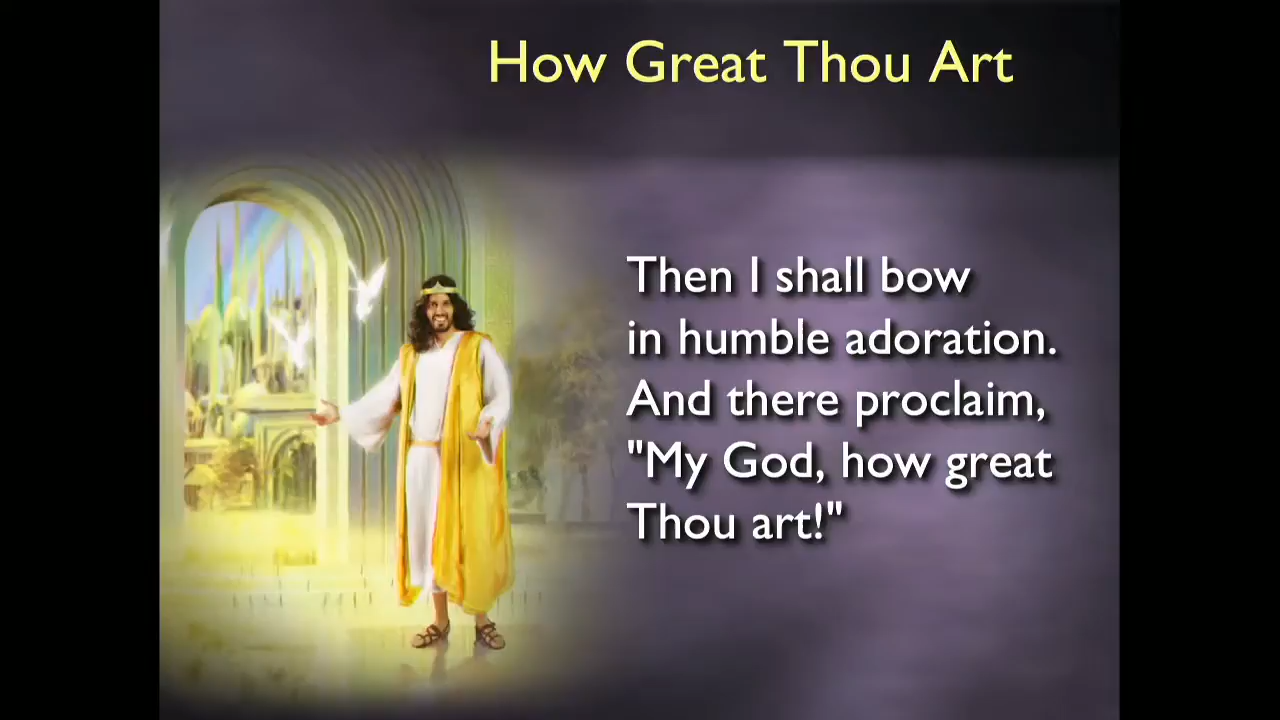 How Great Thou Art
Then I shall bow
in humble adoration.
And there proclaim,
"My God, how great
Thou art!"